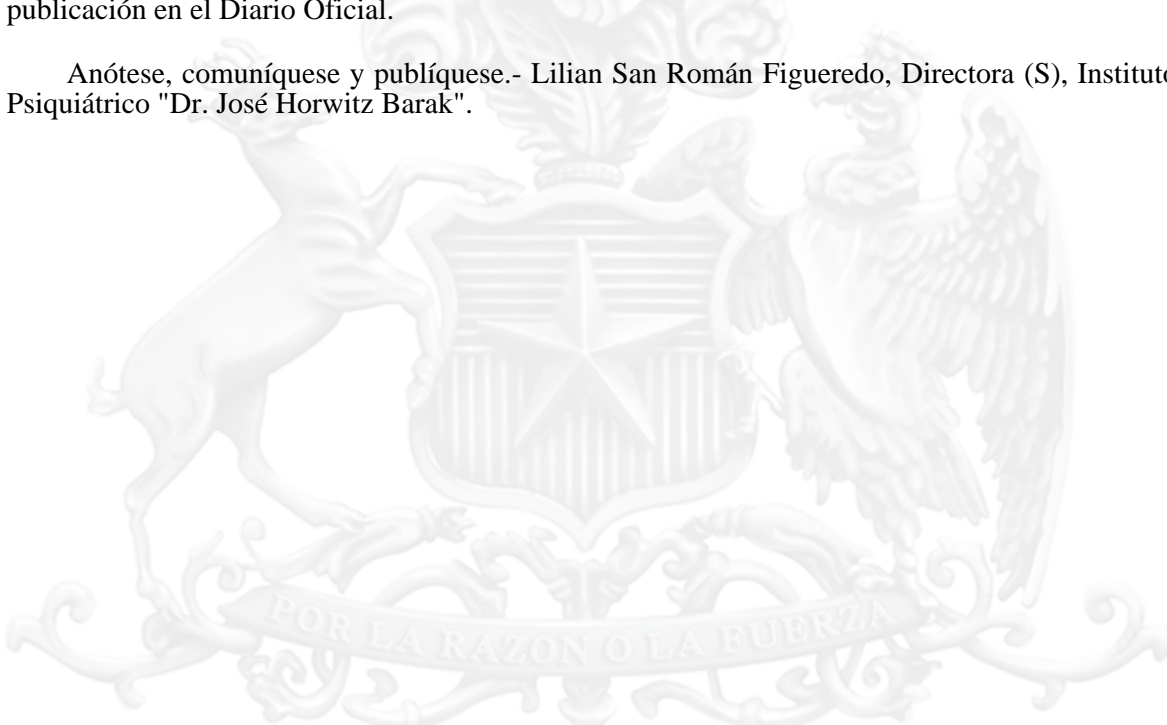 publicación en el Diario Oficial.
Anótese, comuníquese y publíquese.- Lilian San Román Figueredo, Directora (S), Instituto
Psiquiátrico "Dr. José Horwitz Barak".
POR LA RAZON O LA FUERZA